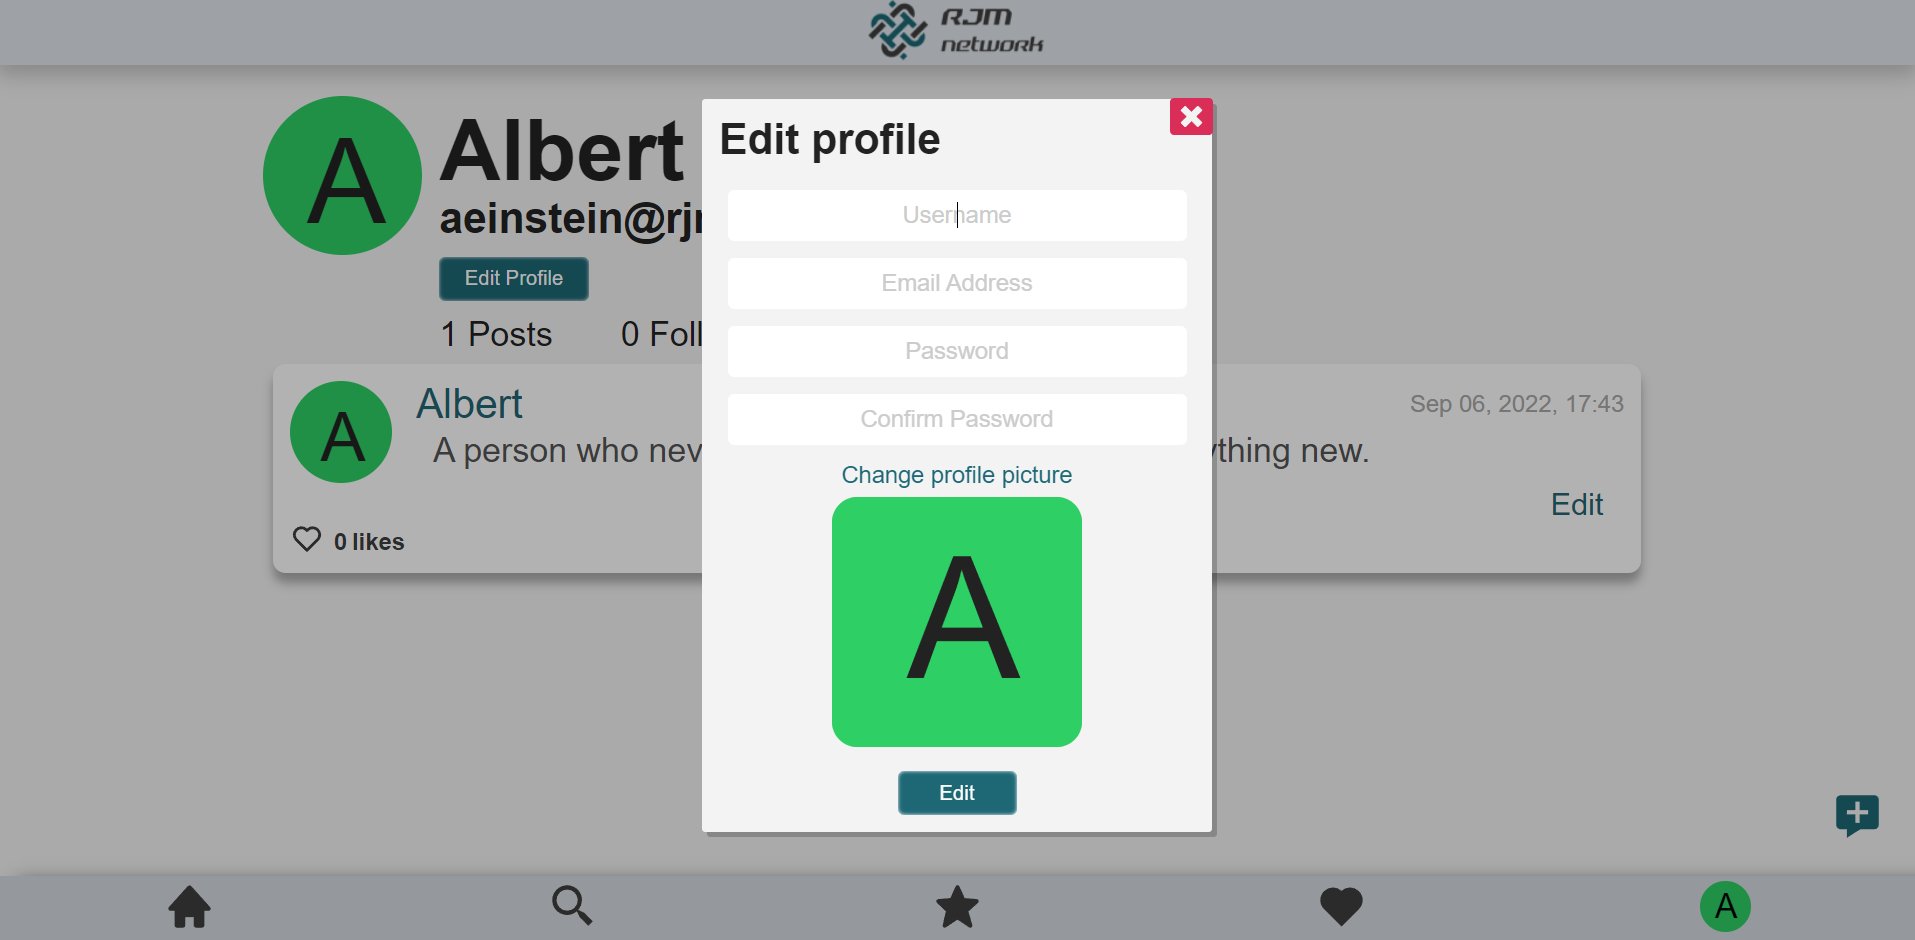 RJM
network
A
Albert
aeinstein@rj
Edit Profile
1 Posts
0 Foll
A
Albert
Sep 06, 2022, 17:43
A person who nev
ything new.
Edit
0 likes
Edit profile
Username
Email Address
Password
Confirm Password
Change profile picture
A
Edit
A